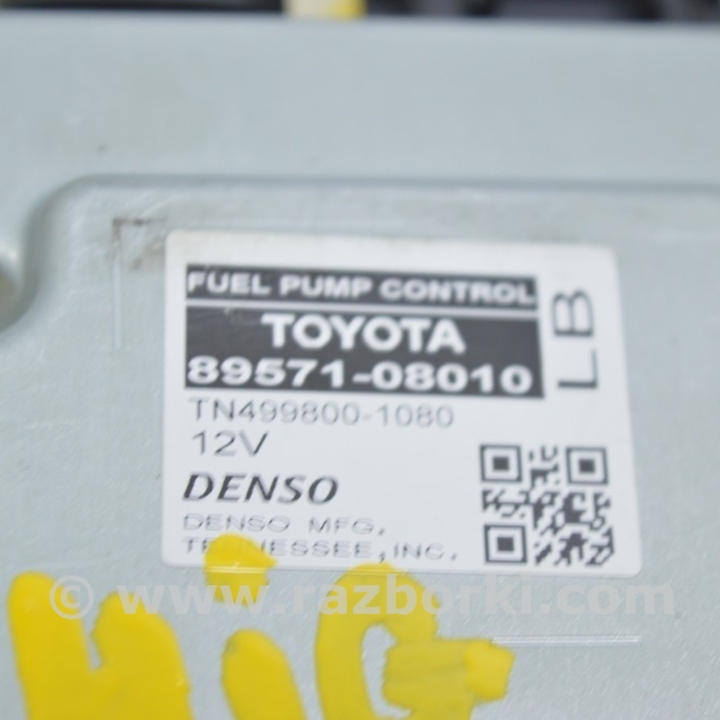 FUEL PUMP CONTROL
TOYOTA
89571-08010
LB
TN499800-1080
12V
DENSO
DENSO MFG.
TENNESSEE, INC.
© www.razborki.com